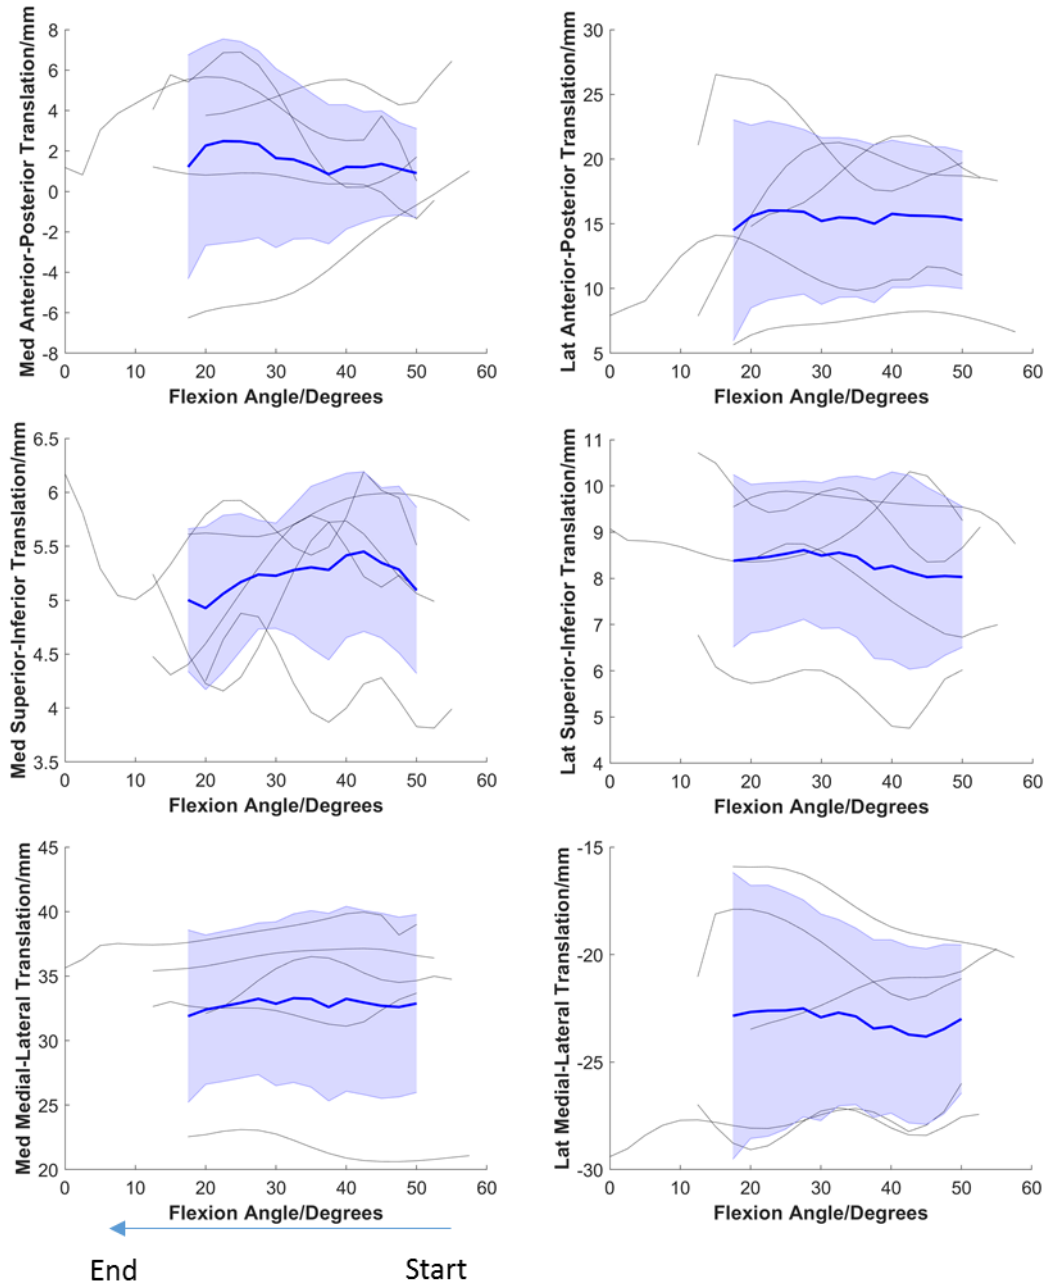 Med Anterior-Posterior Translation/mm
8
6
4
2
0
-2
-4
-6
-8
0 10 20 30 40 50 60
Flexion Angle/Degrees
Lat Anterior-Posterior Translation/mm
30
25
20
15
10
5
0 10 20 30 40 50 60
Flexion Angle/Degrees
Med Superior-Inferior Translation/mm
6.5
6
5.5
5
4.5
4
3.5
0 10 20 30 40 50 60
Flexion Angle/Degrees
Lat Superior-Inferior Translation/mm
11
10
9
8
7
6
5
4
0 10 20 30 40 50 60
Flexion Angle/Degrees
Med Medial-Lateral Translation/mm
45
40
35
30
25
20
0 10 20 30 40 50 60
Flexion Angle/Degrees
Lat Medial-Lateral Translation/mm
-15
-20
-25
-30
0 10 20 30 40 50 60
Flexion Angle/Degrees
End Start